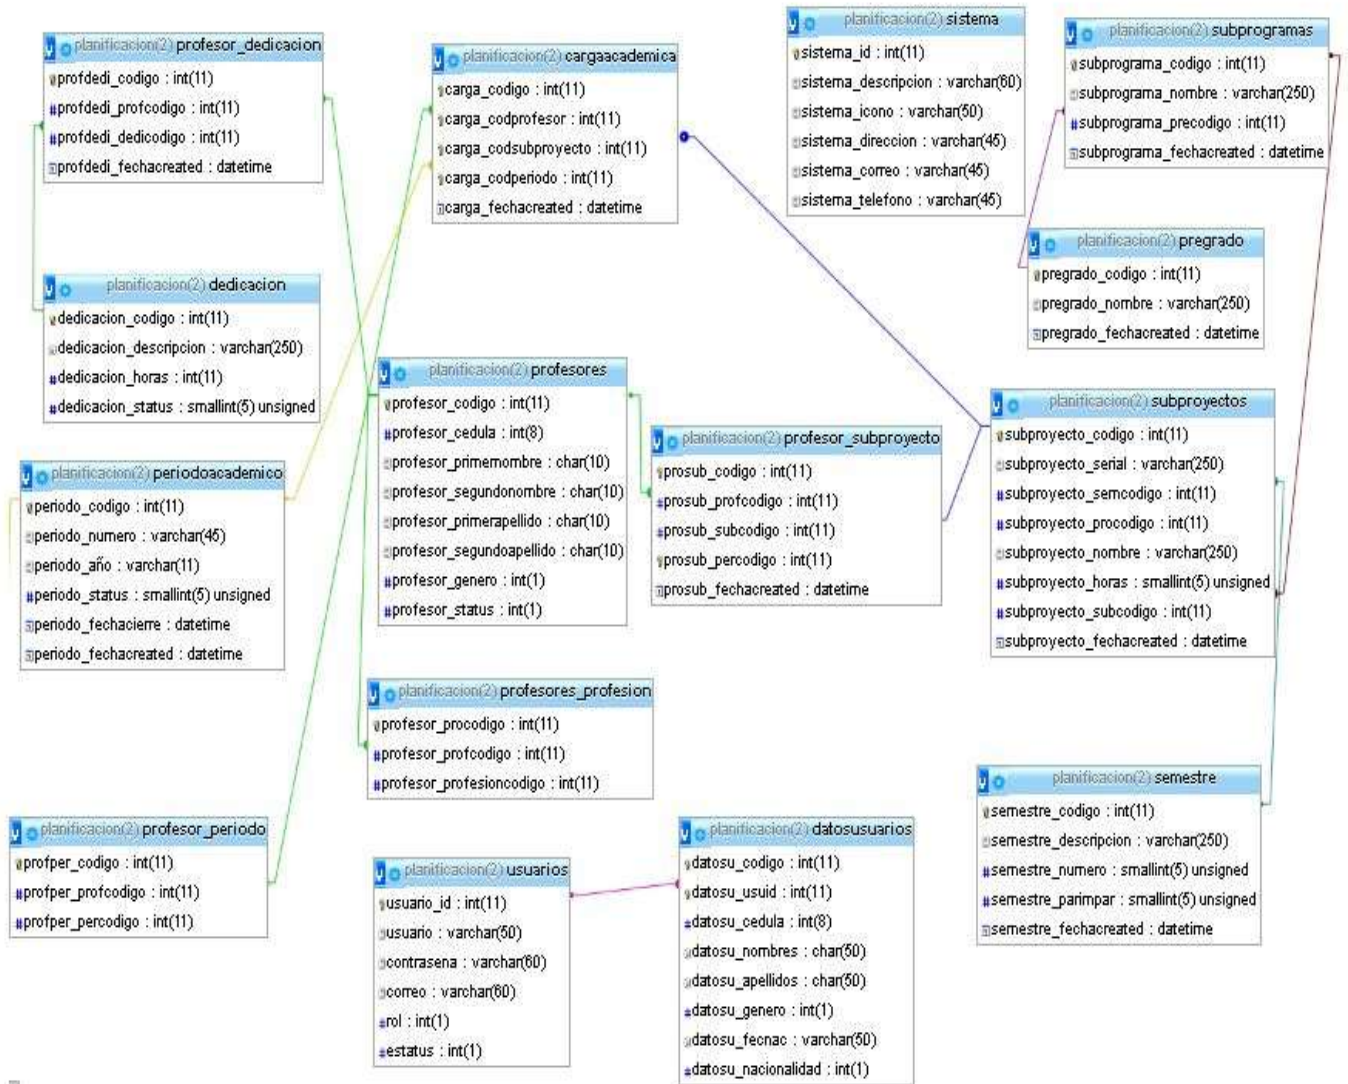 planificacion(2) profesor_dedicacion
profdedi_codigo : int(11)
profdedi_profcodigo : int(11)
profdedi_dedicodigo : int(11)
profdedi_fechacreated : datetime
planificacion(2) cargaacademica
carga_codigo : int(11)
carga_codprofesor : int(11)
carga_codsubproyecto : int(11)
carga_codperiodo : int(11)
carga_fechacreated : datetime
planificacion(2) sistema
sistema_id : int(11)
sistema_descripcion : varchar(60)
sistema_icono : varchar(50)
sistema_direccion : varchar(45)
sistema_correo : varchar(45)
sistema_telefono : varchar(45)
planificacion(2) subprogramas
subprograma_codigo : int(11)
subprograma_nombre : varchar(250)
subprograma_precodigo : int(11)
subprograma_fechacreated : datetime
planificacion(2) pregrado
pregrado_codigo : int(11)
pregrado_nombre : varchar(250)
pregrado_fechacreated : datetime
planificacion(2) dedicacion
dedicacion_codigo : int(11)
dedicacion_descripcion : varchar(250)
dedicacion_horas : int(11)
dedicacion_status : smallint(5) unsigned
planificacion(2) profesores
profesor_codigo : int(11)
profesor_cedula : int(8)
profesor_primernombre : char(10)
profesor_segundonombre : char(10)
profesor_primerapellido : char(10)
profesor_segundoapellido : char(10)
profesor_genero : int(1)
profesor_status : int(1)
planificacion(2) profesor_subproyecto
prosub_codigo : int(11)
prosub_profcodigo : int(11)
prosub_subcodigo : int(11)
prosub_percodigo : int(11)
prosub_fechacreated : datetime
planificacion(2) subproyectos
subproyecto_codigo : int(11)
subproyecto_serial : varchar(250)
subproyecto_semcodigo : int(11)
subproyecto_procodigo : int(11)
subproyecto_nombre : varchar(250)
subproyecto_horas : smallint(5) unsigned
subproyecto_subcodigo : int(11)
subproyecto_fechacreated : datetime
planificacion(2) periodoacademico
periodo_codigo : int(11)
periodo_numero : varchar(45)
periodo_año : varchar(11)
periodo_status : smallint(5) unsigned
periodo_fechacierre : datetime
periodo_fechacreated : datetime
planificacion(2) profesores_profesion
profesor_procodigo : int(11)
profesor_profcodigo : int(11)
profesor_profesioncodigo : int(11)
planificacion(2) profesor_periodo
profper_codigo : int(11)
profper_profcodigo : int(11)
profper_percodigo : int(11)
planificacion(2) usuarios
usuario_id : int(11)
usuario : varchar(50)
contrasena : varchar(60)
correo : varchar(60)
rol : int(1)
estatus : int(1)
planificacion(2) datosusuarios
datosu_codigo : int(11)
datosu_usuid : int(11)
datosu_cedula : int(8)
datosu_nombres : char(50)
datosu_apellidos : char(50)
datosu_genero : int(1)
datosu_fecnac : varchar(50)
datosu_nacionalidad : int(1)
planificacion(2) semestre
semestre_codigo : int(11)
semestre_descripcion : varchar(250)
semestre_numero : smallint(5) unsigned
semestre_parimpar : smallint(5) unsigned
semestre_fechacreated : datetime